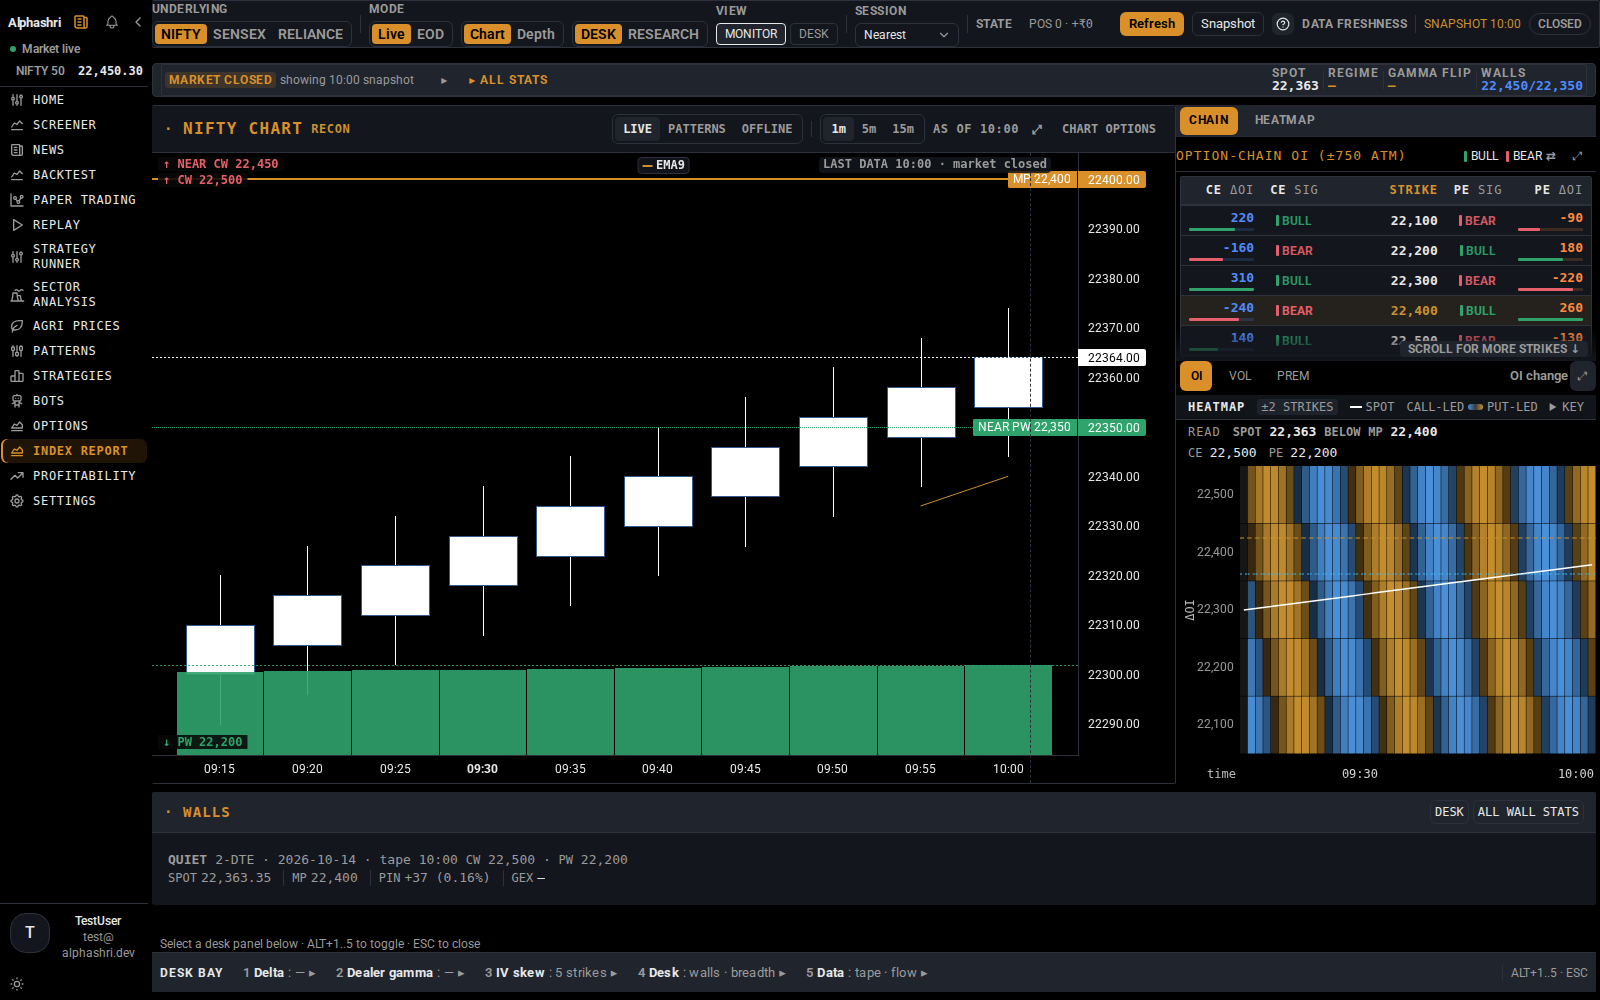 Alphashri
Market live
NIFTY 50 22,450.30
HOME
SCREENER
NEWS
BACKTEST
PAPER TRADING
REPLAY
STRATEGY
RUNNER
SECTOR
ANALYSIS
AGRI PRICES
PATTERNS
STRATEGIES
BOTS
OPTIONS
INDEX REPORT
PROFITABILITY
SETTINGS
T
TestUser
test@
alphashri.dev
UNDERLYING MODE VIEW SESSION
NIFTY SENSEX RELIANCE Live EOD Chart Depth DESK RESEARCH MONITOR DESK Nearest
STATE POS 0 · +₹0 Refresh Snapshot DATA FRESHNESS SNAPSHOT 10:00 CLOSED
MARKET CLOSED showing 10:00 snapshot ▸ ▸ ALL STATS
SPOT REGIME GAMMA FLIP WALLS
22,363 — — 22,450/22,350
· NIFTY CHART RECON LIVE PATTERNS OFFLINE 1m 5m 15m AS OF 10:00 ⤢ CHART OPTIONS
↑ NEAR CW 22,450
EMA9
LAST DATA 10:00 · market closed
↑ CW 22,500
MP 22,400 22400.00
22390.00
22380.00
22370.00
22364.00
22360.00
NEAR PW 22,350 22350.00
22340.00
22330.00
22320.00
22310.00
22300.00
22290.00
↓ PW 22,200
09:15 09:20 09:25 09:30 09:35 09:40 09:45 09:50 09:55 10:00
CHAIN HEATMAP
OPTION-CHAIN OI (±750 ATM) BULL BEAR ⇄ ⤢
CE ΔOI CE SIG STRIKE PE SIG PE ΔOI
220 BULL 22,100 BEAR -90
-160 BEAR 22,200 BULL 180
310 BULL 22,300 BEAR -220
-240 BEAR 22,400 BULL 260
140 BULL 22,500 BEAR -130
SCROLL FOR MORE STRIKES ↓
OI VOL PREM OI change ⤢
HEATMAP ±2 STRIKES SPOT CALL-LED PUT-LED ▸ KEY
READ SPOT 22,363 BELOW MP 22,400
CE 22,500 PE 22,200
22,500
22,400
22,300
22,200
22,100
ΔOI
time 09:30 10:00
· WALLS DESK ALL WALL STATS
QUIET 2-DTE · 2026-10-14 · tape 10:00 CW 22,500 · PW 22,200
SPOT 22,363.35 MP 22,400 PIN +37 (0.16%) GEX —
Select a desk panel below · ALT+1..5 to toggle · ESC to close
DESK BAY 1 Delta : — ▸ 2 Dealer gamma : — ▸ 3 IV skew : 5 strikes ▸ 4 Desk : walls · breadth ▸ 5 Data : tape · flow ▸ ALT+1..5 · ESC